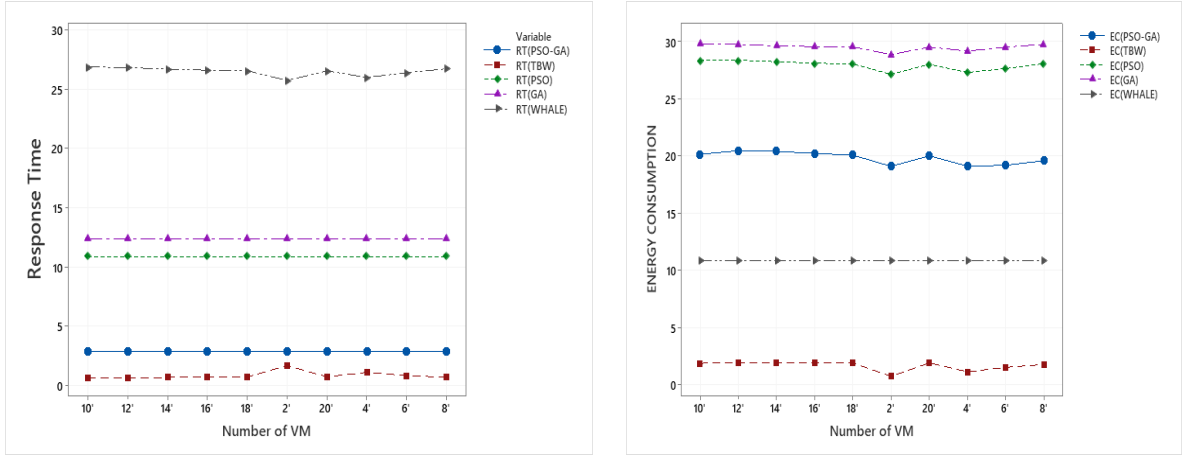 Variable
RT(PSO-GA)
RT(TBW)
RT(PSO)
RT(GA)
RT(WHALE)
Response Time
30
25
20
15
10
5
0
10' 12' 14' 16' 18' 2' 20' 4' 6' 8'
Number of VM
EC(PSO-GA)
EC(TBW)
EC(PSO)
EC(GA)
EC(WHALE)
ENERGY CONSUMPTION
30
25
20
15
10
5
0
10' 12' 14' 16' 18' 2' 20' 4' 6' 8'
Number of VM